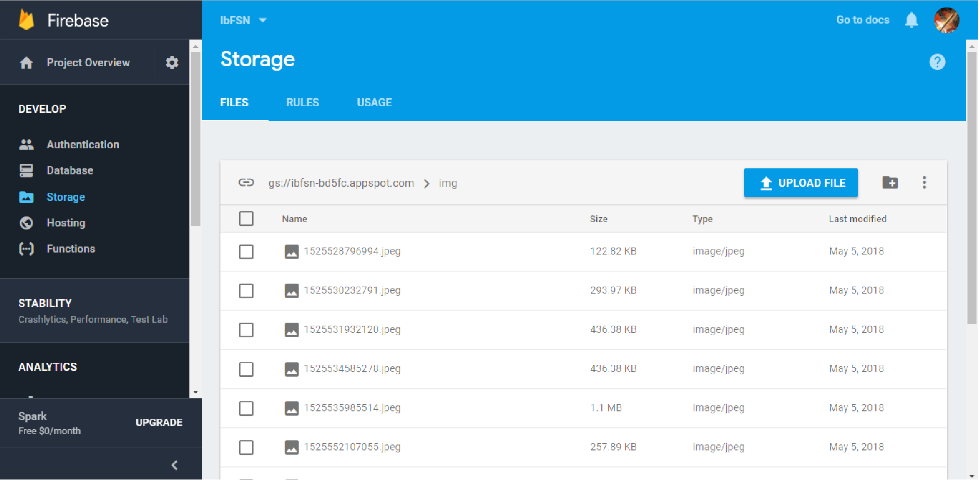 Firebase
IbFSN
Go to docs
Project Overview
Storage
?
DEVELOP
FILES
RULES
USAGE
Authentication
Database
Storage
Hosting
Functions
gs://ibfsn-bd5fc.appspot.com > img
UPLOAD FILE
Name Size Type Last modified
1525528796994.jpeg 122.82 KB image/jpeg May 5, 2018
1525530232791.jpeg 293.97 KB image/jpeg May 5, 2018
1525531932120.jpeg 436.38 KB image/jpeg May 5, 2018
1525534585278.jpeg 436.38 KB image/jpeg May 5, 2018
1525535985514.jpeg 1.1 MB image/jpeg May 5, 2018
1525552107055.jpeg 257.89 KB image/jpeg May 5, 2018
STABILITY
Crashlytics, Performance, Test Lab
ANALYTICS
Spark
Free $0/month
UPGRADE